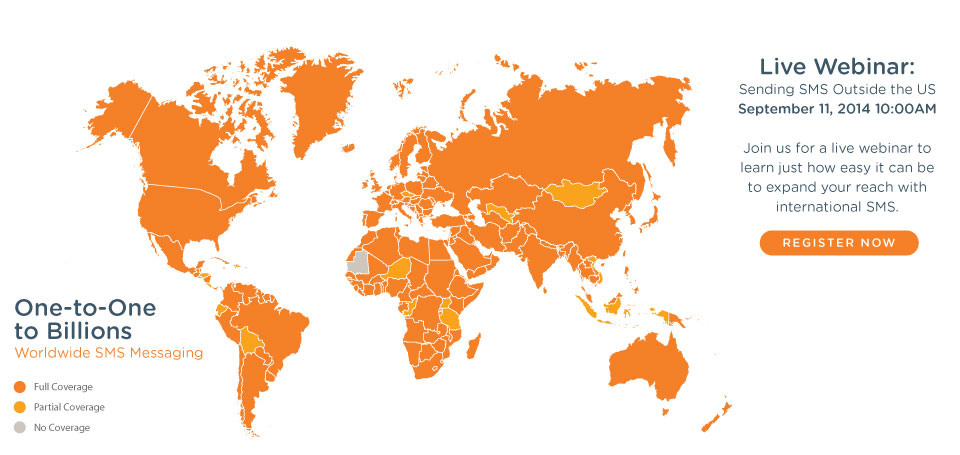 Live Webinar:
Sending SMS Outside the US
September 11, 2014 10:00AM
Join us for a live webinar to
learn just how easy it can be
to expand your reach with
international SMS.
REGISTER NOW
One-to-One
to Billions
Worldwide SMS Messaging
Full Coverage
Partial Coverage
No Coverage